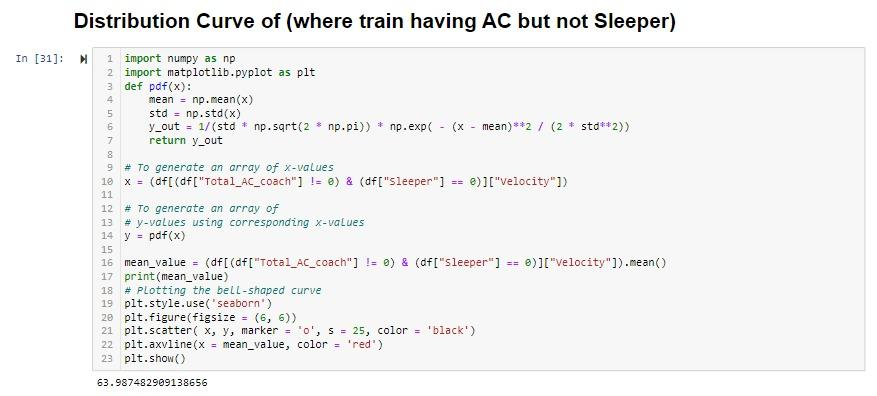 Distribution Curve of (where train having AC but not Sleeper)
In [31]:
1 import numpy as np
2 import matplotlib.pyplot as plt
3 def pdf(x):
4     mean = np.mean(x)
5     std = np.std(x)
6     y_out = 1/(std * np.sqrt(2 * np.pi)) * np.exp( - (x - mean)**2 / (2 * std**2))
7     return y_out
8
9 # To generate an array of x-values
10 x = (df[(df["Total_AC_coach"] != 0) & (df["Sleeper"] == 0)]["Velocity"])
11
12 # To generate an array of
13 # y-values using corresponding x-values
14 y = pdf(x)
15
16 mean_value = (df[(df["Total_AC_coach"] != 0) & (df["Sleeper"] == 0)]["Velocity"]).mean()
17 print(mean_value)
18 # Plotting the bell-shaped curve
19 plt.style.use('seaborn')
20 plt.figure(figsize = (6, 6))
21 plt.scatter( x, y, marker = 'o', s = 25, color = 'black')
22 plt.axvline(x = mean_value, color = 'red')
23 plt.show()
63.987482909138656